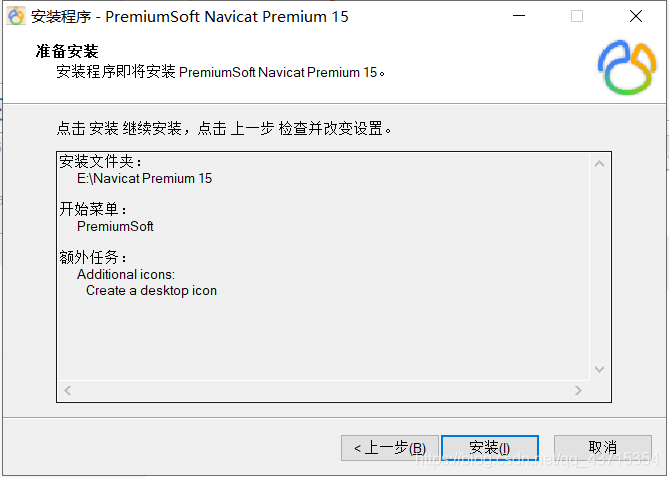 安装程序 - PremiumSoft Navicat Premium 15
准备安装
安装程序即将安装 PremiumSoft Navicat Premium 15。
点击 安装 继续安装，点击 上一步 检查并改变设置。
安装文件夹：
E:\Navicat Premium 15
开始菜单：
PremiumSoft
额外任务：
Additional icons:
Create a desktop icon
< 上一步(B) 安装(I) 取消
https://blog.csdn.net/qq_43715354